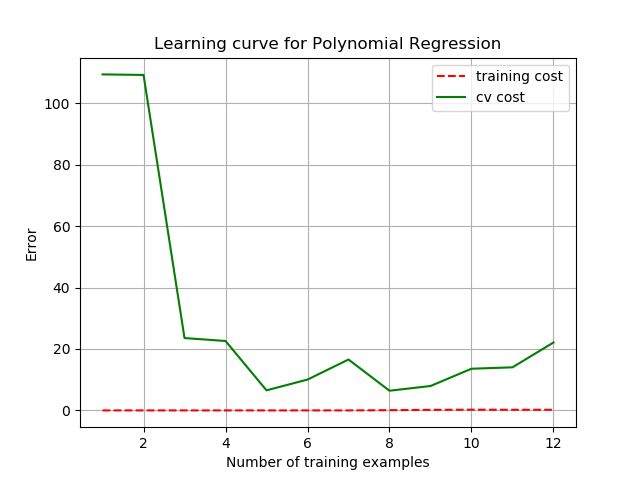 Learning curve for Polynomial Regression
training cost
cv cost
100
80
60
40
20
0
Error
2 4 6 8 10 12
Number of training examples